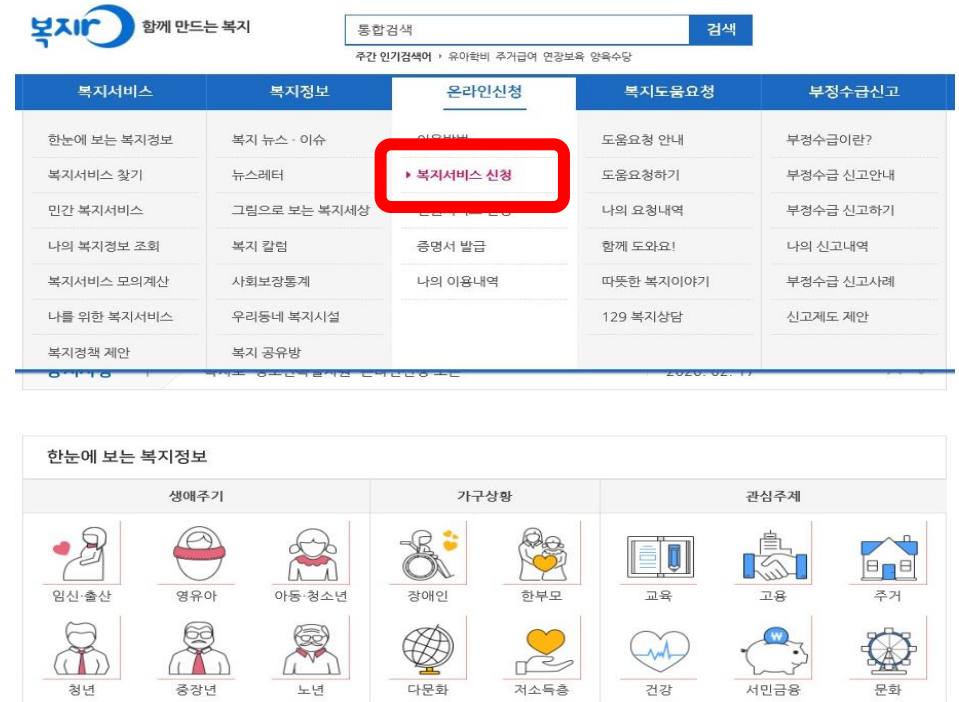 복지로 함께 만드는 복지
통합검색 검색
주간 인기검색어 유아학비 주거급여 연장보육 양육수당
복지서비스 복지정보 온라인신청 복지도움요청 부정수급신고
한눈에 보는 복지정보 복지 뉴스 · 이슈 이용방법 도움요청 안내 부정수급이란?
복지서비스 찾기 뉴스레터 복지서비스 신청 도움요청하기 부정수급 신고안내
민간 복지서비스 그림으로 보는 복지세상 나의 요청내역 부정수급 신고하기
나의 복지정보 조회 복지 칼럼 증명서 발급 함께 도와요! 나의 신고내역
복지서비스 모의계산 사회보장통계 나의 이용내역 따뜻한 복지이야기 부정수급 신고사례
나를 위한 복지서비스 우리동네 복지시설 129 복지상담 신고제도 제안
복지정책 제안 복지 공유방
한눈에 보는 복지정보
생애주기 가구상황 관심주제
임신·출산 영유아 아동·청소년 장애인 한부모 교육 고용 주거
청년 중장년 노년 다문화 저소득층 건강 서민금융 문화